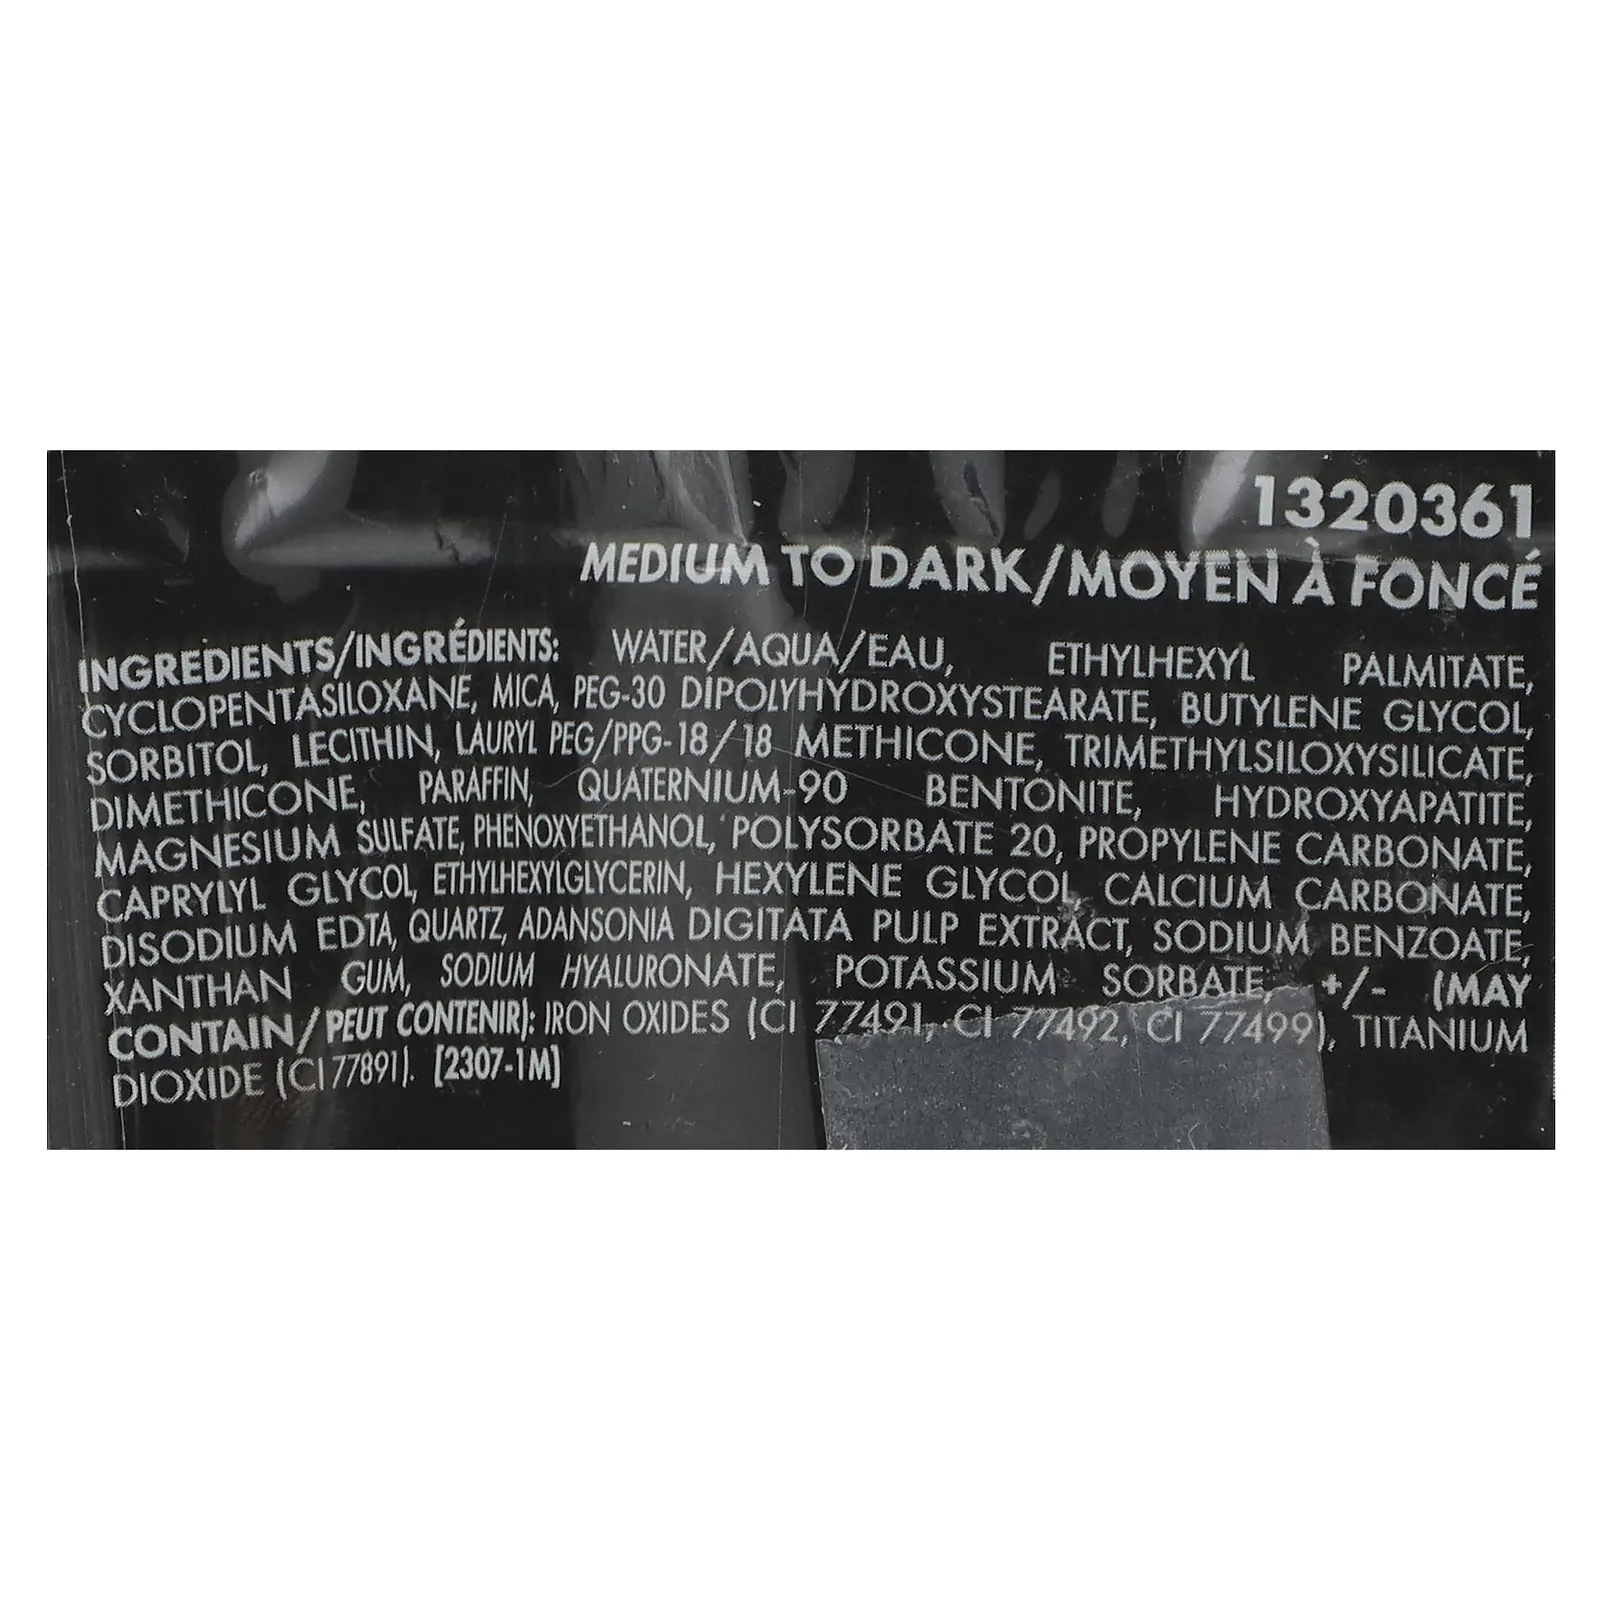 1320361
MEDIUM TO DARK/MOYEN À FONCÉ
INGREDIENTS/INGRÉDIENTS: WATER/AQUA/EAU, ETHYLHEXYL PALMITATE,
CYCLOPENTASILOXANE, MICA, PEG-30 DIPOLYHYDROXYSTEARATE, BUTYLENE GLYCOL,
SORBITOL, LECITHIN, LAURYL PEG/PPG-18/18 METHICONE, TRIMETHYLSILOXYSILICATE,
DIMETHICONE, PARAFFIN, QUATERNIUM-90 BENTONITE, HYDROXYAPATITE,
MAGNESIUM SULFATE, PHENOXYETHANOL, POLYSORBATE 20, PROPYLENE CARBONATE,
CAPRYLYL GLYCOL, ETHYLHEXYLGLYCERIN, HEXYLENE GLYCOL, CALCIUM CARBONATE,
DISODIUM EDTA, QUARTZ, ADANSONIA DIGITATA PULP EXTRACT, SODIUM BENZOATE,
XANTHAN GUM, SODIUM HYALURONATE, POTASSIUM SORBATE, +/- (MAY
CONTAIN/PEUT CONTENIR): IRON OXIDES (CI 77491, CI 77492, CI 77499), TITANIUM
DIOXIDE (CI 77891). [2307-1M]